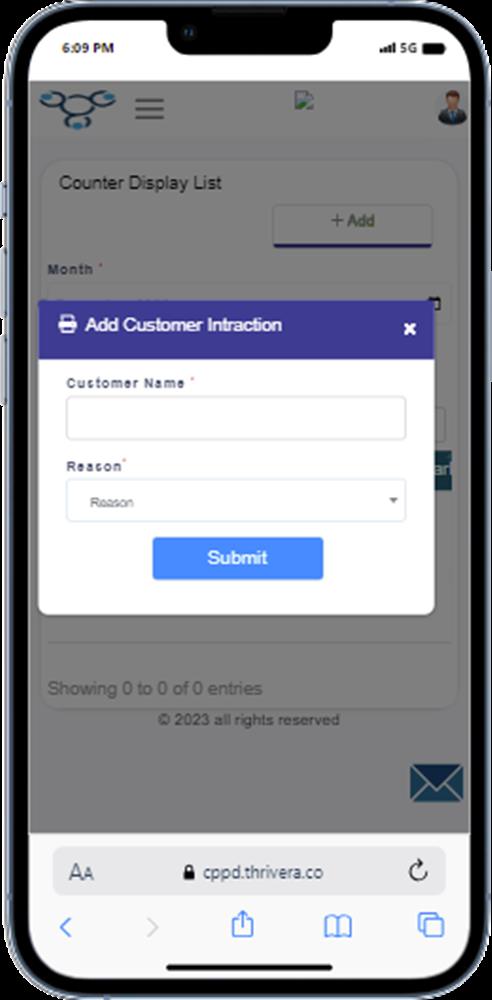 6:09 PM
5G
Counter Display List
+ Add
Month *
Add Customer Intraction
Customer Name *
Reason*
Reason
Submit
Showing 0 to 0 of 0 entries
© 2023 all rights reserved
AA
cppd.thrivera.co